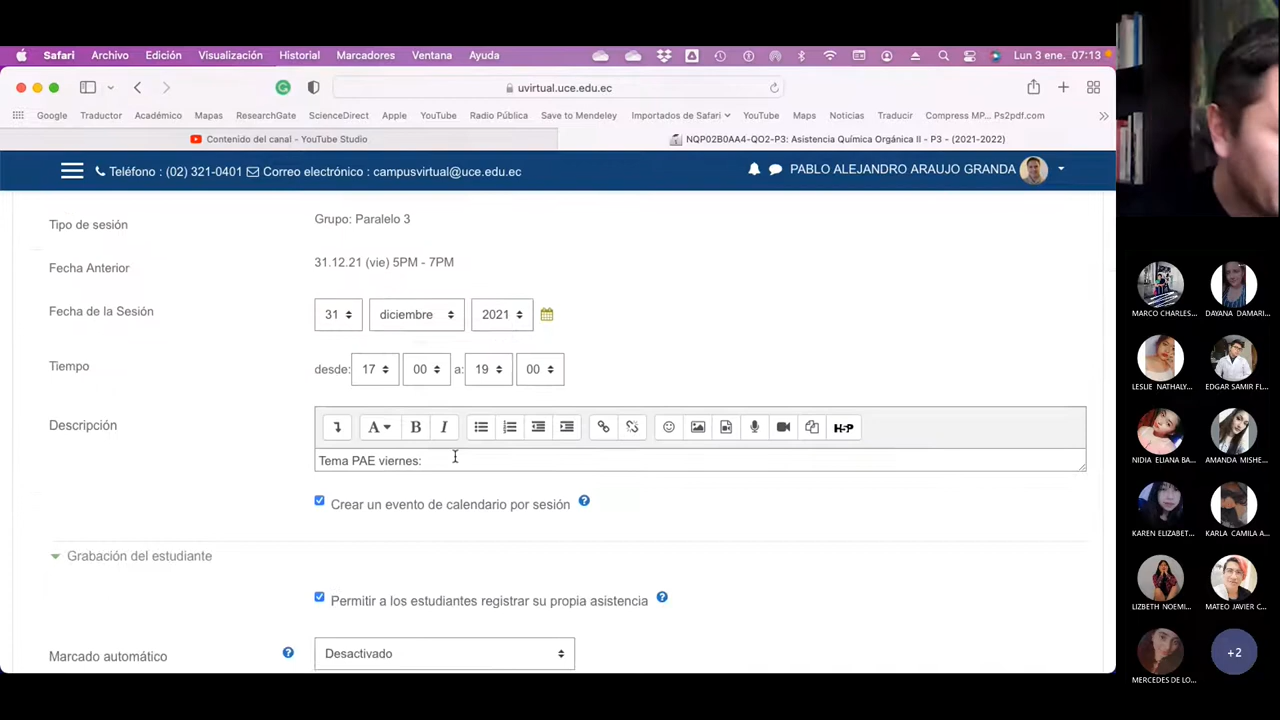 Safari Archivo Edición Visualización Historial Marcadores Ventana Ayuda Lun 3 ene. 07:13
uvirtual.uce.edu.ec
Google Traductor Académico Mapas ResearchGate ScienceDirect Apple YouTube Radio Pública Save to Mendeley Importados de Safari YouTube Maps Noticias Traducir Compress MP... Ps2pdf.com
Contenido del canal - YouTube Studio NQP02B0AA4-QO2-P3: Asistencia Química Orgánica II - P3 - (2021-2022)
Teléfono : (02) 321-0401 Correo electrónico : campusvirtual@uce.edu.ec PABLO ALEJANDRO ARAUJO GRANDA
Tipo de sesión Grupo: Paralelo 3
Fecha Anterior 31.12.21 (vie) 5PM - 7PM
Fecha de la Sesión 31 diciembre 2021
Tiempo desde: 17 00 a: 19 00
Descripción
A B I H-P
Tema PAE viernes:
Crear un evento de calendario por sesión
Grabación del estudiante
Permitir a los estudiantes registrar su propia asistencia
Marcado automático Desactivado
MARCO CHARLES... DAYANA DAMARI...
LESLIE NATHALY... EDGAR SAMIR FL...
NIDIA ELIANA BA... AMANDA MISHE...
KAREN ELIZABET... KARLA CAMILA A...
LIZBETH NOEMI... MATEO JAVIER C...
+2
MERCEDES DE LO...